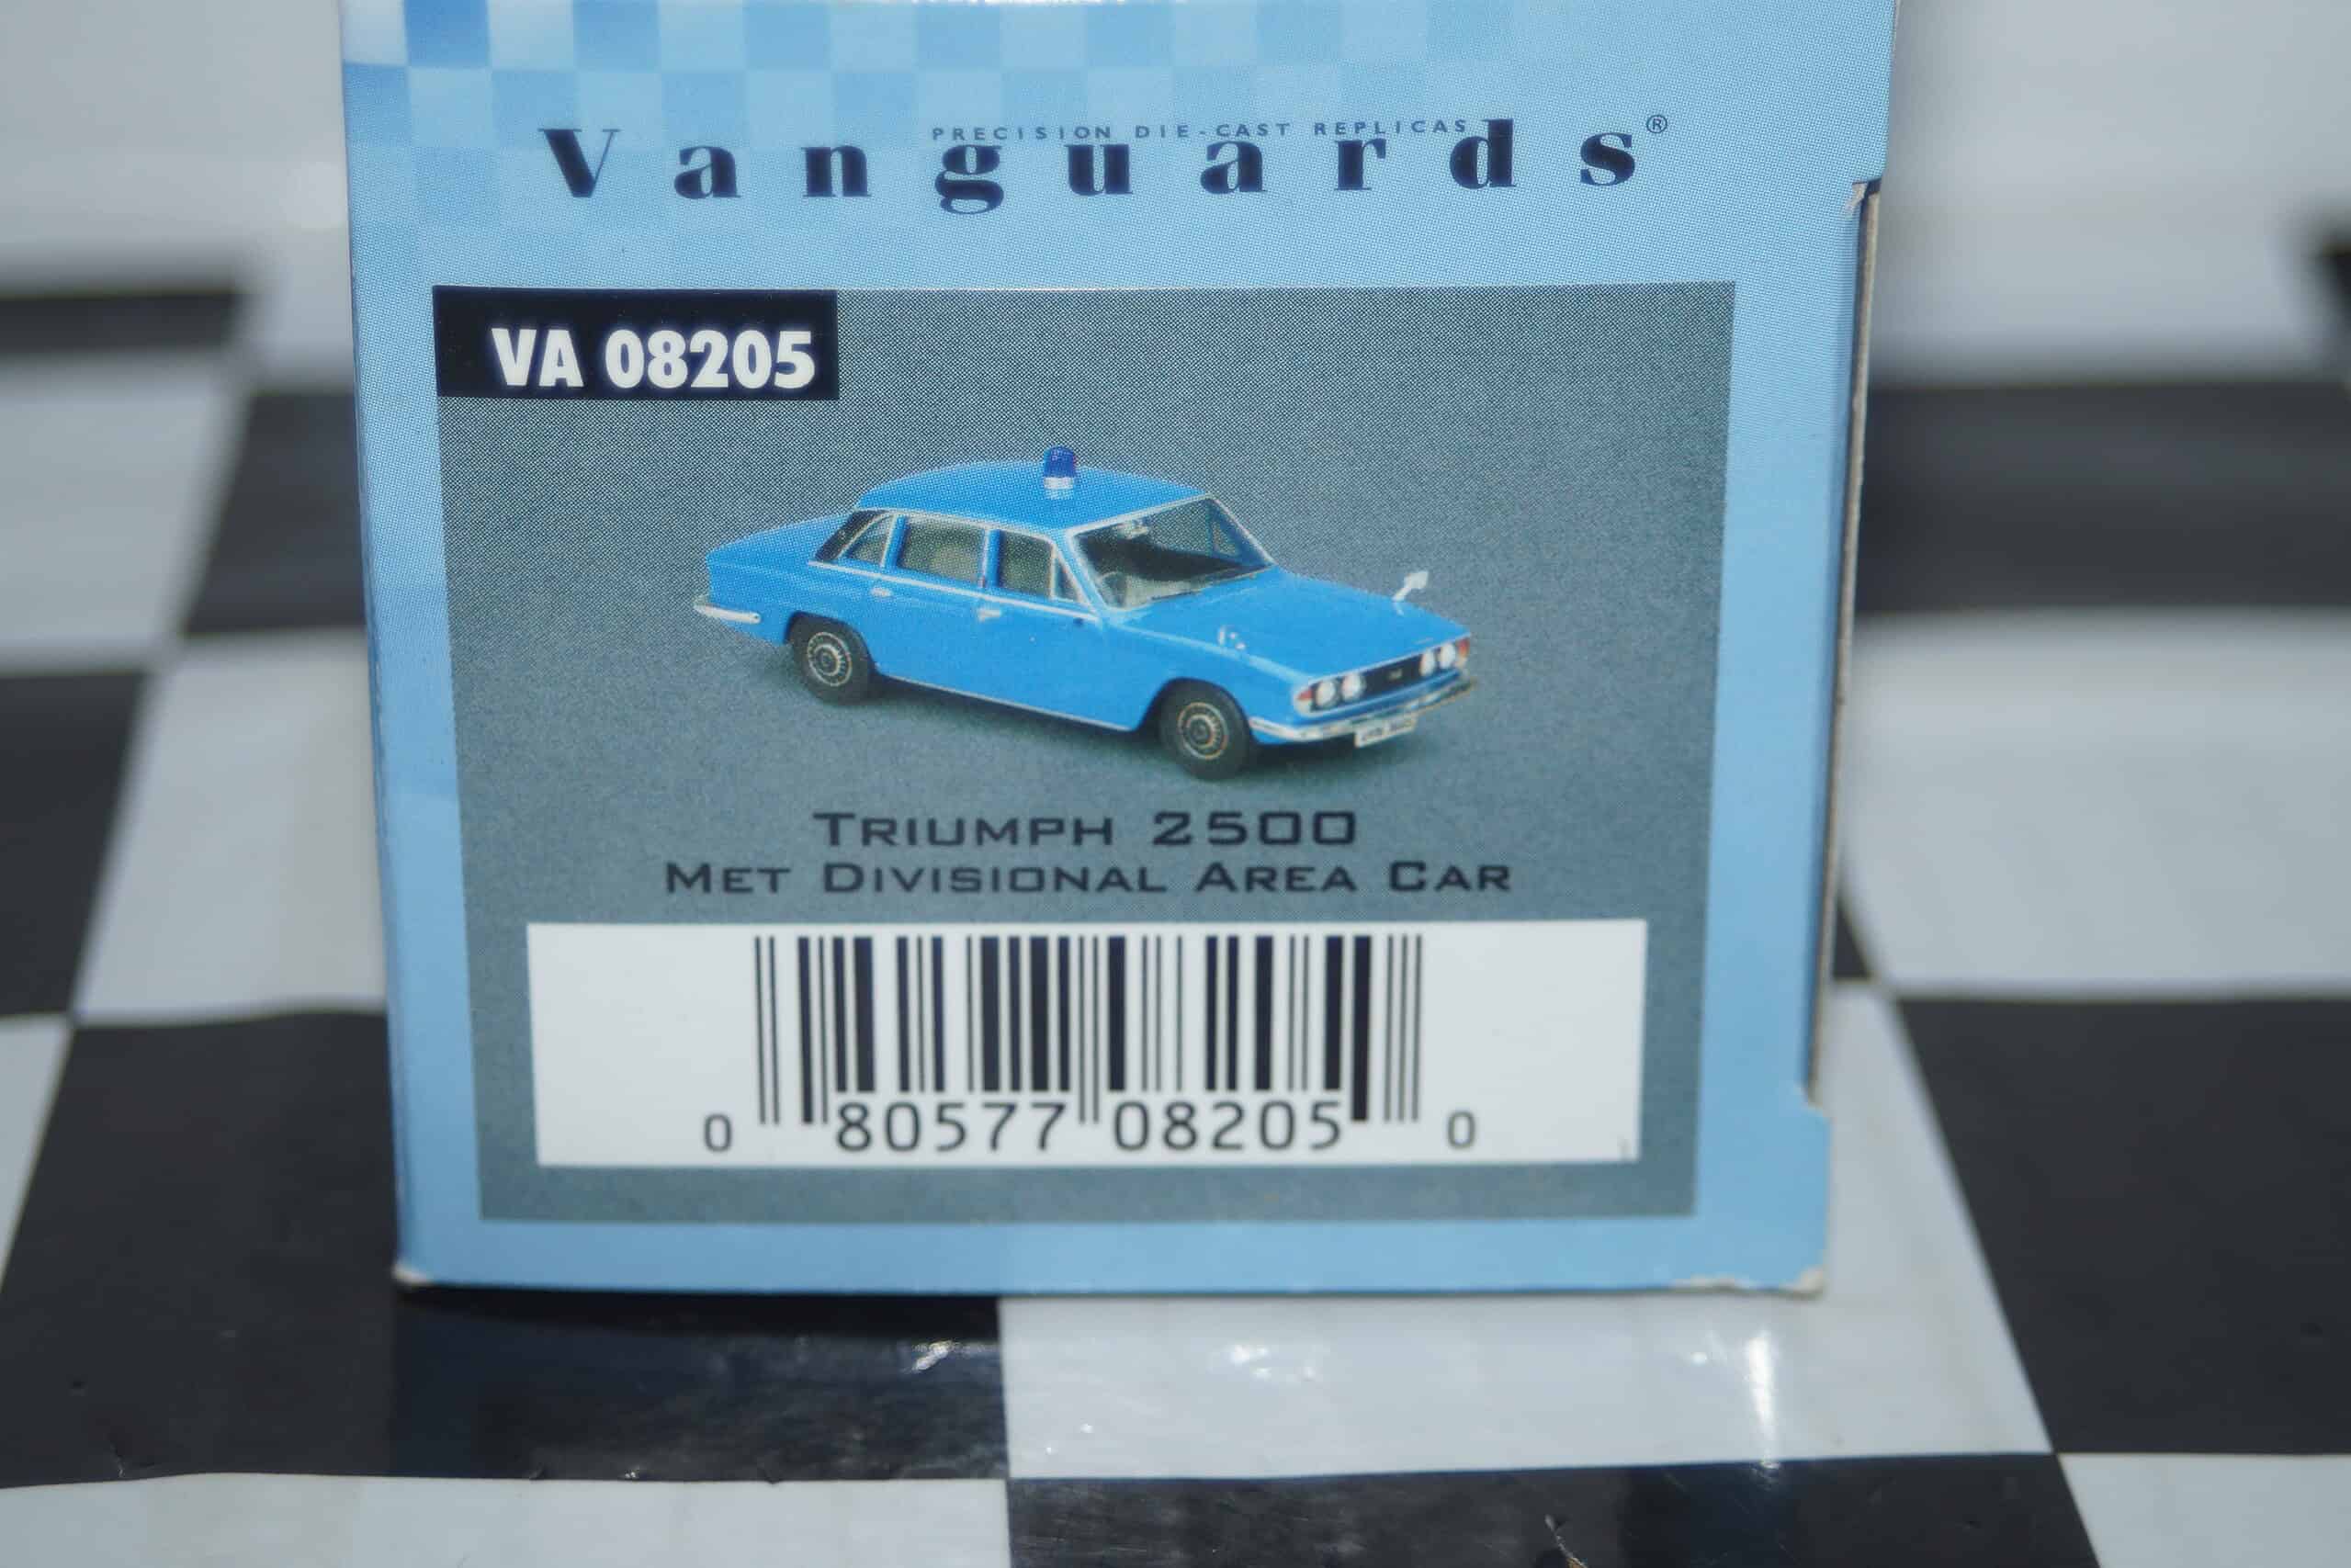 PRECISION DIE-CAST REPLICAS
Vanguards®
VA 08205
TRIUMPH 2500
MET DIVISIONAL AREA CAR
0 80577 08205 0